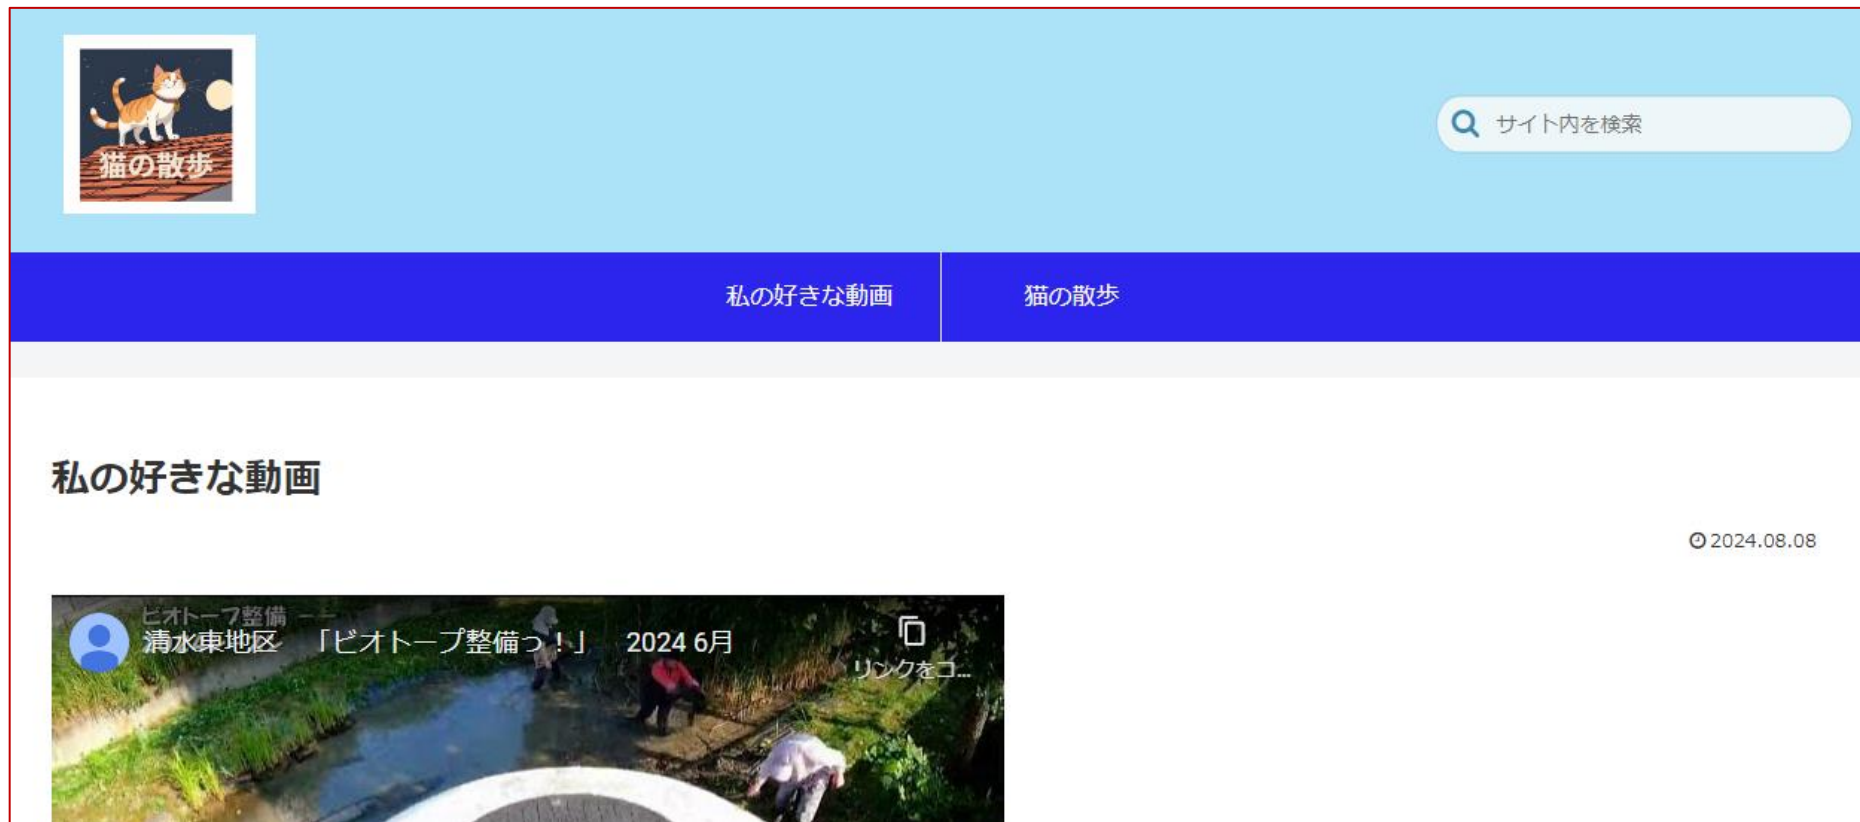 猫の散歩
サイト内を検索
私の好きな動画
猫の散歩
私の好きな動画
2024.08.08
ビオトープ整備
清水東地区 「ビオトープ整備っ！」 2024 6月
リンクをコ...